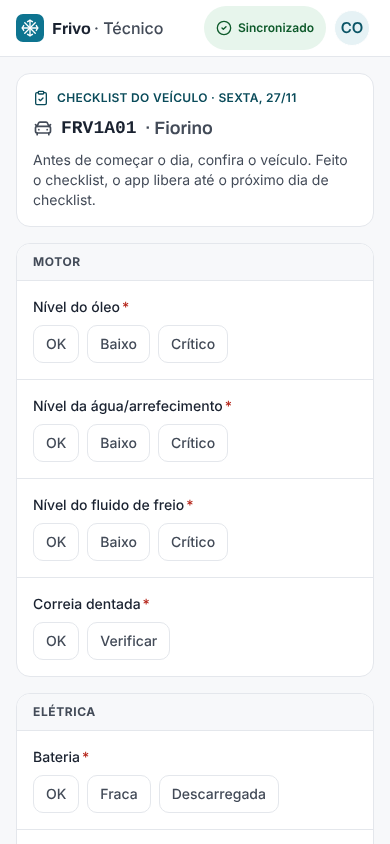 Frivo · Técnico
Sincronizado
CO
CHECKLIST DO VEÍCULO · SEXTA, 27/11
FRV1A01 · Fiorino
Antes de começar o dia, confira o veículo. Feito
o checklist, o app libera até o próximo dia de
checklist.
MOTOR
Nível do óleo *
OK Baixo Crítico
Nível da água/arrefecimento *
OK Baixo Crítico
Nível do fluido de freio *
OK Baixo Crítico
Correia dentada *
OK Verificar
ELÉTRICA
Bateria *
OK Fraca Descarregada